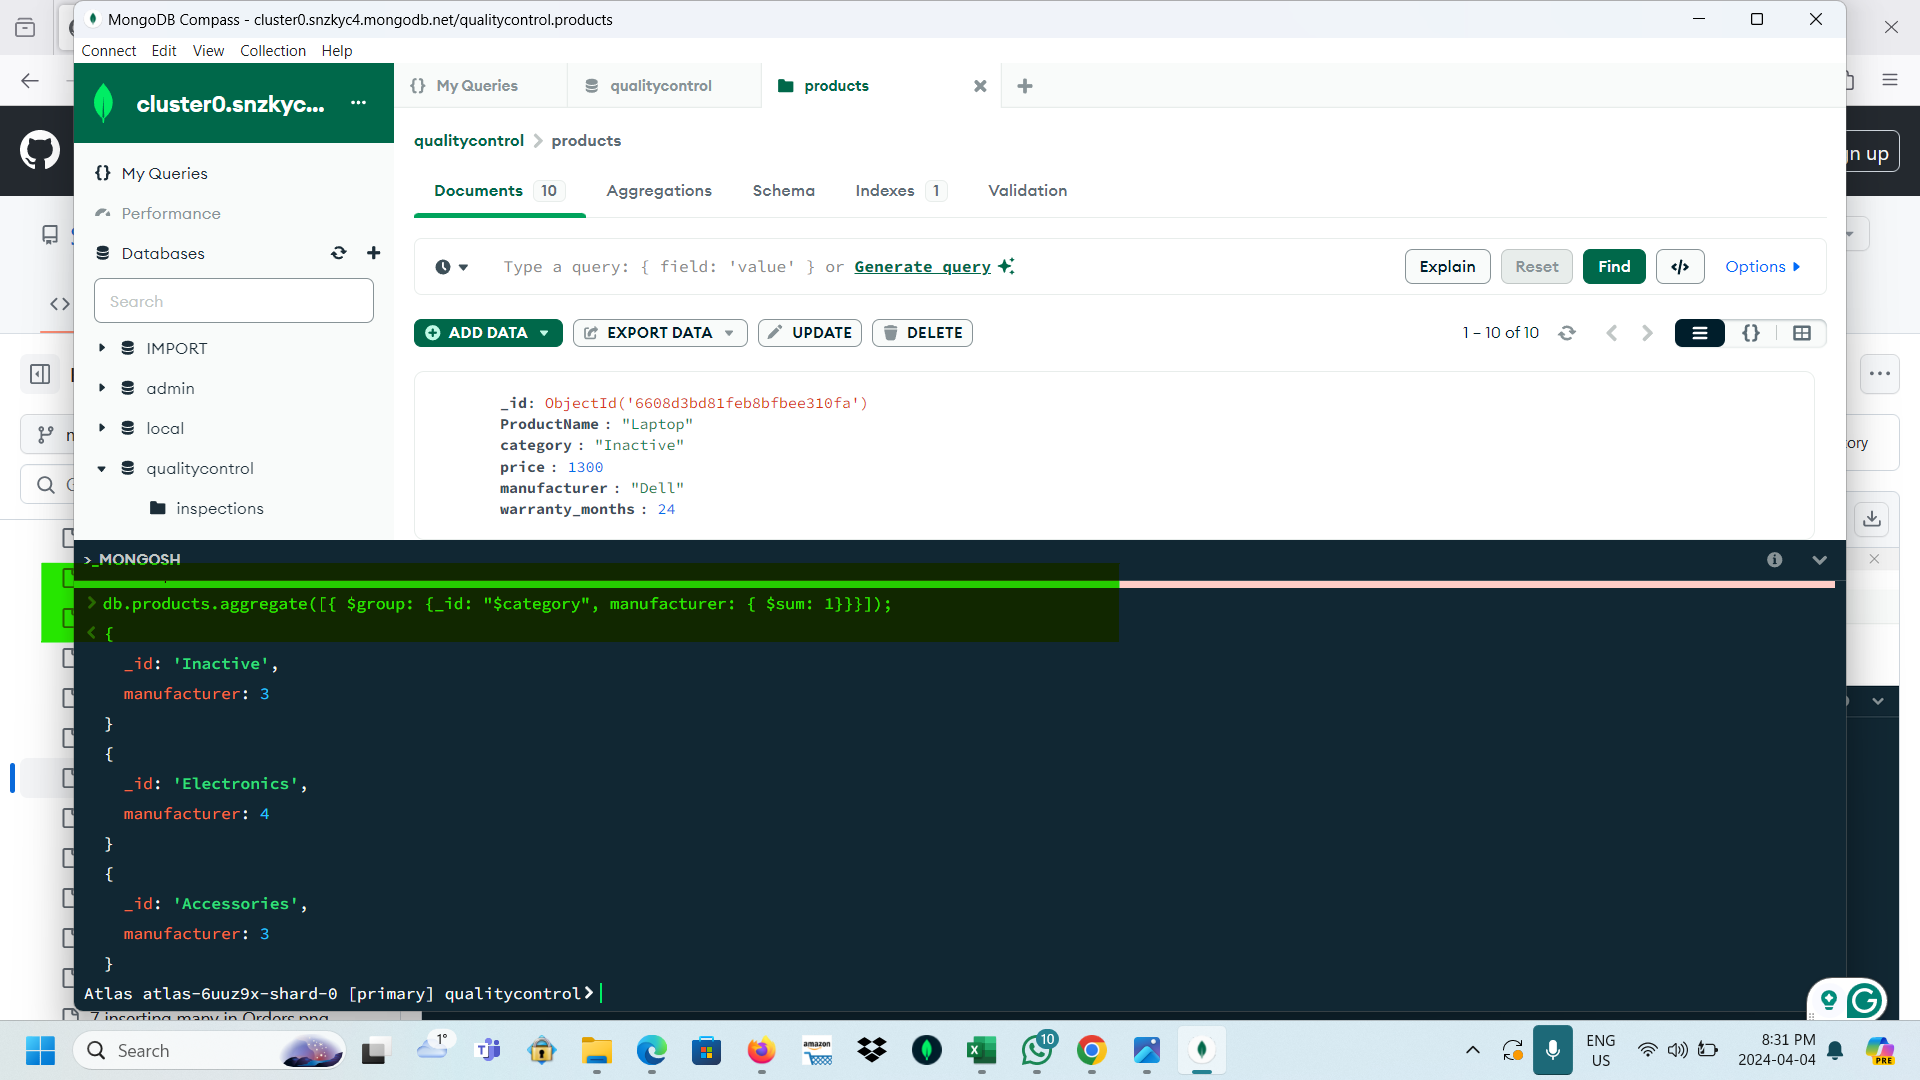 MongoDB Compass - cluster0.snzkyc4.mongodb.net/qualitycontrol.products
Connect Edit View Collection Help
cluster0.snzkyc...
{} My Queries
qualitycontrol
products
qualitycontrol > products
{} My Queries
Performance
Databases
Search
IMPORT
admin
local
qualitycontrol
inspections
Documents 10
Aggregations
Schema
Indexes 1
Validation
Type a query: { field: 'value' } or Generate query
Explain
Reset
Find
</>
Options
ADD DATA
EXPORT DATA
UPDATE
DELETE
1 – 10 of 10
{}
_id: ObjectId('6608d3bd81feb8bfbee310fa')
ProductName : "Laptop"
category : "Inactive"
price : 1300
manufacturer : "Dell"
warranty_months : 24
>_MONGOSH
> db.products.aggregate([{ $group: {_id: "$category", manufacturer: { $sum: 1}}}]);
< {
_id: 'Inactive',
manufacturer: 3
}
{
_id: 'Electronics',
manufacturer: 4
}
{
_id: 'Accessories',
manufacturer: 3
}
Atlas atlas-6uuz9x-shard-0 [primary] qualitycontrol>
7 inserting many in Orders.png
Search
1°
amazon
10
ENG
US
8:31 PM
2024-04-04
PRE